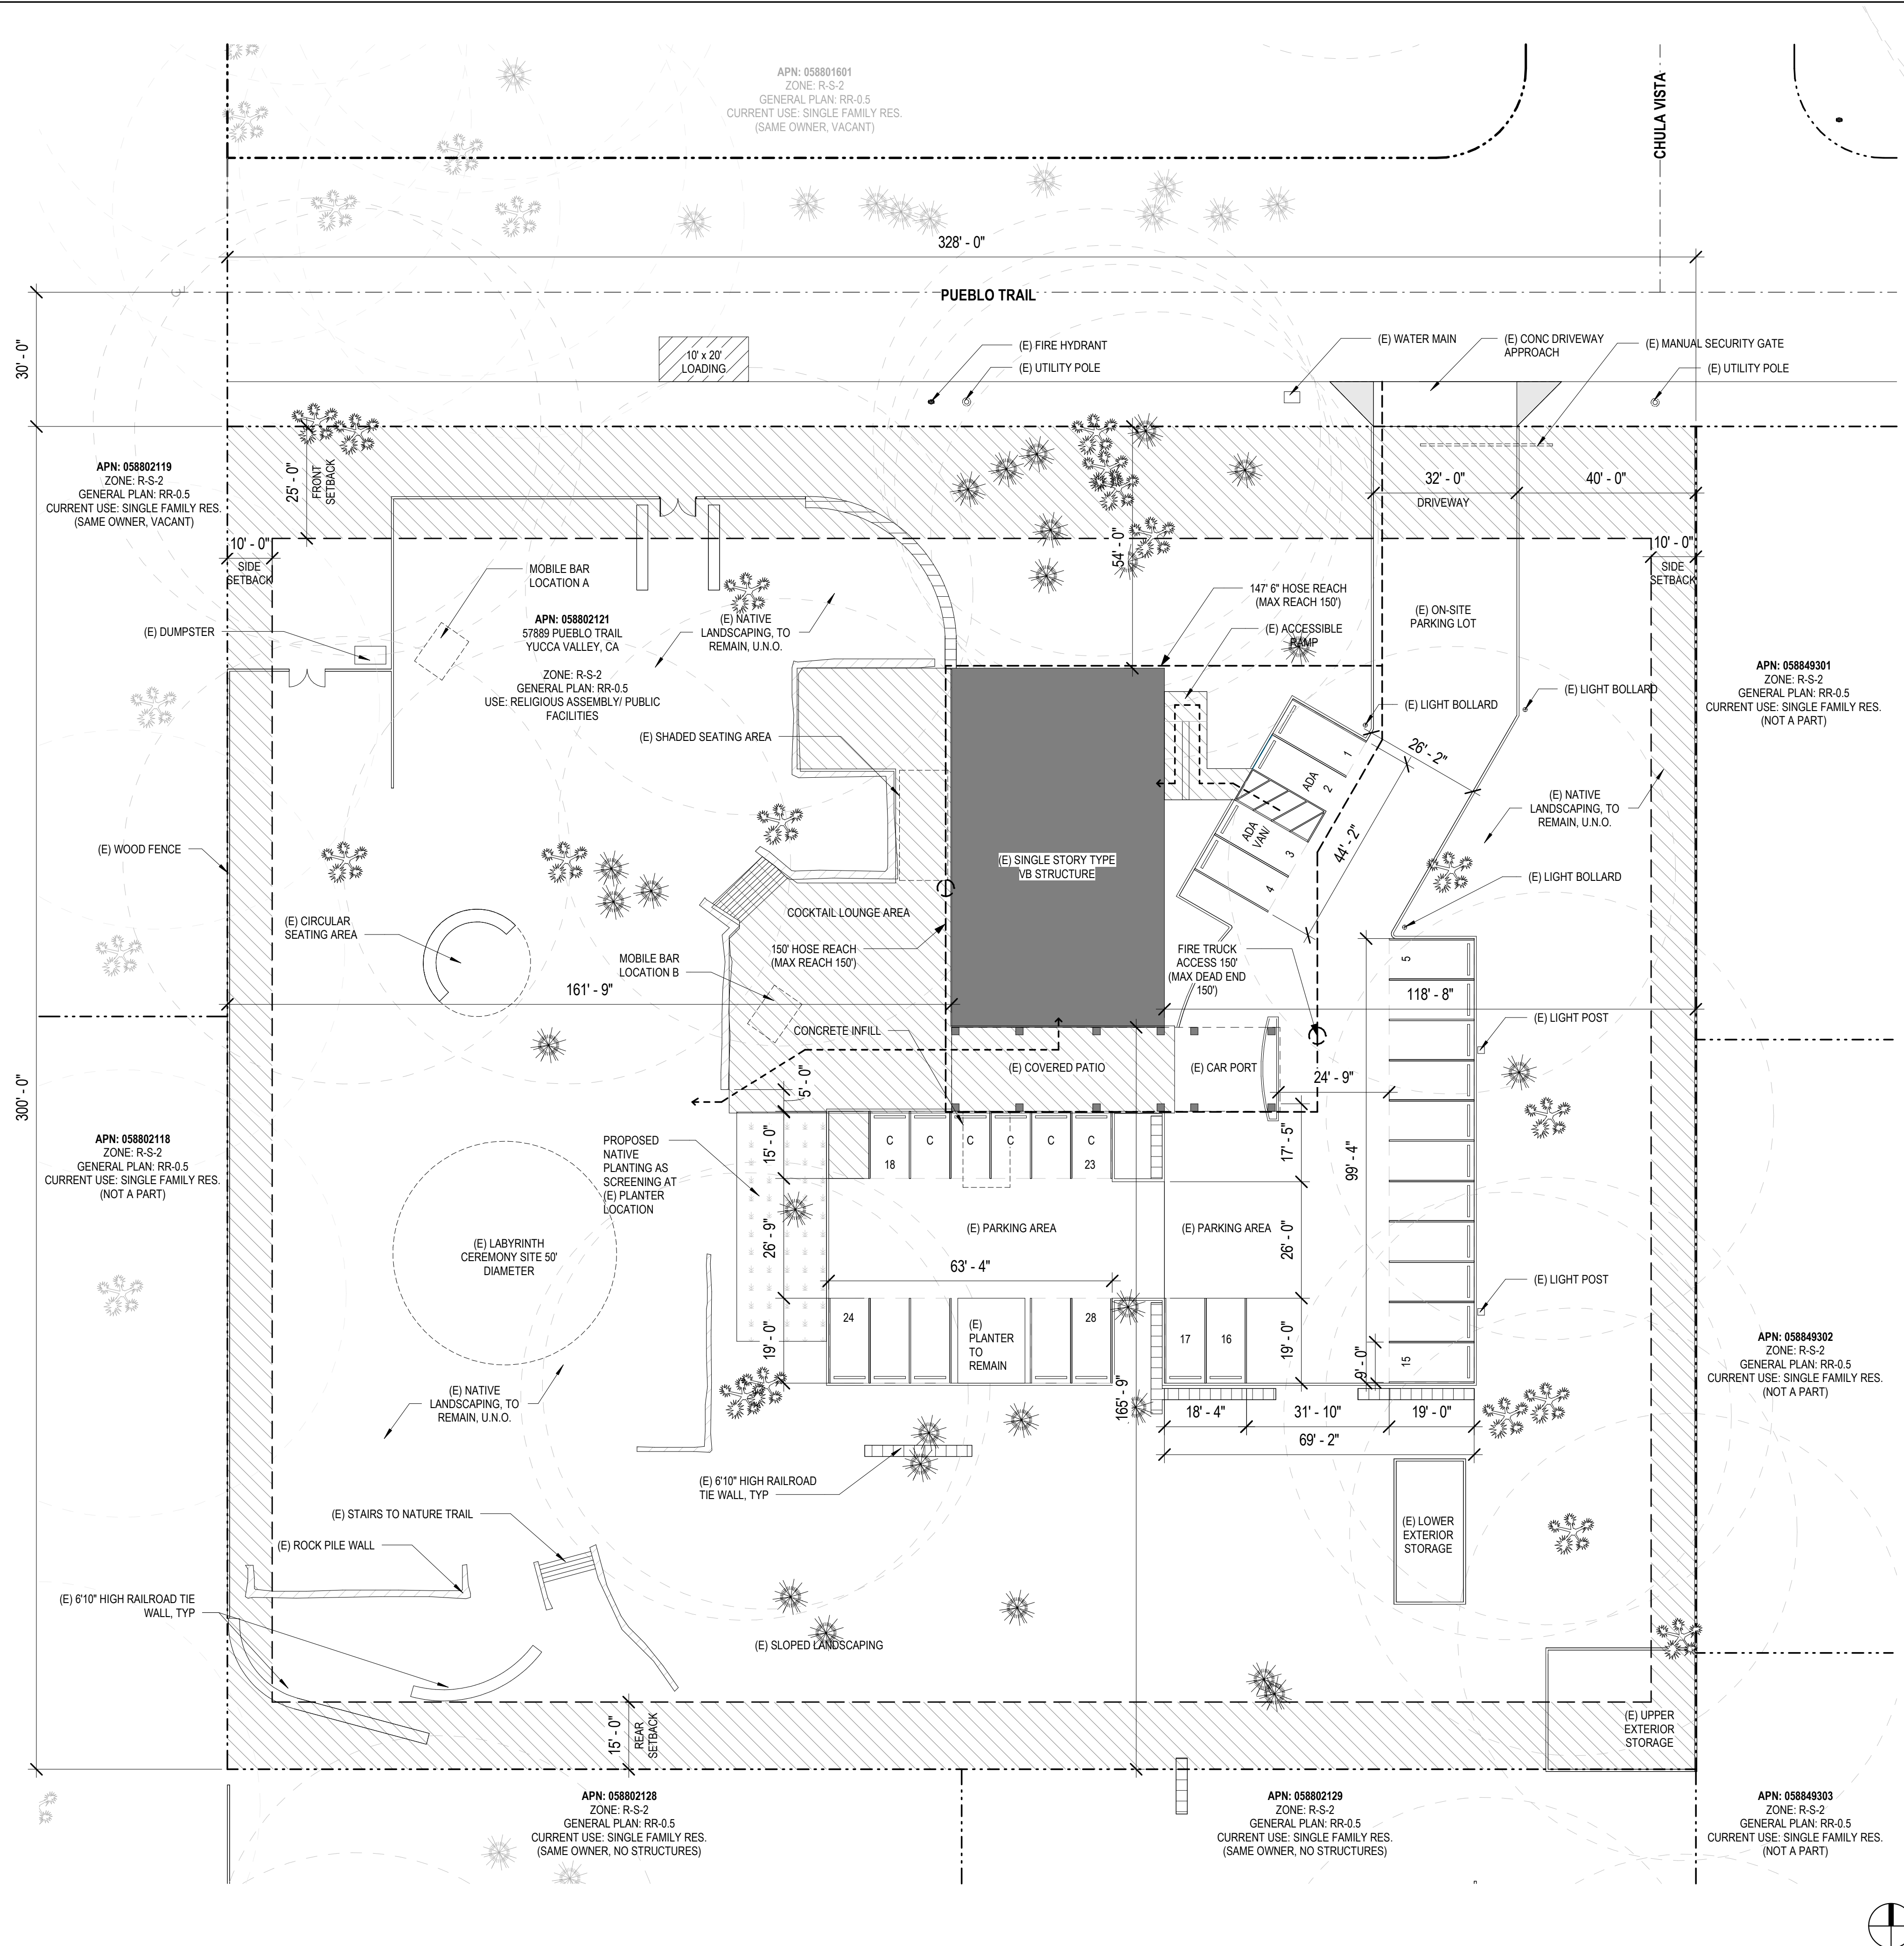 APN: 058801601
ZONE: R-S-2
GENERAL PLAN: RR-0.5
CURRENT USE: SINGLE FAMILY RES.
(SAME OWNER, VACANT)
CHULA VISTA
328' - 0"
PUEBLO TRAIL
30' - 0"
10' x 20'
LOADING
(E) FIRE HYDRANT
(E) UTILITY POLE
(E) WATER MAIN
(E) CONC DRIVEWAY
APPROACH
(E) MANUAL SECURITY GATE
(E) UTILITY POLE
APN: 058802119
ZONE: R-S-2
GENERAL PLAN: RR-0.5
CURRENT USE: SINGLE FAMILY RES.
(SAME OWNER, VACANT)
25' - 0"
FRONT
SETBACK
32' - 0"
DRIVEWAY
40' - 0"
54' - 0"
10' - 0"
SIDE
SETBACK
10' - 0"
SIDE
SETBACK
MOBILE BAR
LOCATION A
(E) DUMPSTER
APN: 058802121
57889 PUEBLO TRAIL
YUCCA VALLEY, CA
ZONE: R-S-2
GENERAL PLAN: RR-0.5
USE: RELIGIOUS ASSEMBLY/ PUBLIC
FACILITIES
(E) NATIVE
LANDSCAPING, TO
REMAIN, U.N.O.
147' 6" HOSE REACH
(MAX REACH 150')
(E) ACCESSIBLE
RAMP
(E) ON-SITE
PARKING LOT
APN: 058849301
ZONE: R-S-2
GENERAL PLAN: RR-0.5
CURRENT USE: SINGLE FAMILY RES.
(NOT A PART)
(E) LIGHT BOLLARD
(E) LIGHT BOLLARD
(E) SHADED SEATING AREA
26' - 2"
1
ADA
2
ADA
VAN/
3
4
44' - 2"
(E) NATIVE
LANDSCAPING, TO
REMAIN, U.N.O.
(E) WOOD FENCE
(E) SINGLE STORY TYPE
VB STRUCTURE
(E) LIGHT BOLLARD
(E) CIRCULAR
SEATING AREA
COCKTAIL LOUNGE AREA
150' HOSE REACH
(MAX REACH 150')
MOBILE BAR
LOCATION B
FIRE TRUCK
ACCESS 150'
(MAX DEAD END
150')
5
161' - 9"
118' - 8"
CONCRETE INFILL
(E) LIGHT POST
300' - 0"
5' - 0"
(E) COVERED PATIO
(E) CAR PORT
24' - 9"
APN: 058802118
ZONE: R-S-2
GENERAL PLAN: RR-0.5
CURRENT USE: SINGLE FAMILY RES.
(NOT A PART)
PROPOSED
NATIVE
PLANTING AS
SCREENING AT
(E) PLANTER
LOCATION
15' - 0"
C C C C C C
18 23
17' - 5"
99' - 4"
26' - 9"
(E) PARKING AREA
(E) PARKING AREA
26' - 0"
(E) LABYRINTH
CEREMONY SITE 50'
DIAMETER
63' - 4"
(E) LIGHT POST
19' - 0"
24
(E)
PLANTER
TO
REMAIN
28
17
16
19' - 0"
9' - 0"
15
APN: 058849302
ZONE: R-S-2
GENERAL PLAN: RR-0.5
CURRENT USE: SINGLE FAMILY RES.
(NOT A PART)
(E) NATIVE
LANDSCAPING, TO
REMAIN, U.N.O.
165' - 9"
18' - 4"
31' - 10"
19' - 0"
69' - 2"
(E) 6'10" HIGH RAILROAD
TIE WALL, TYP
(E) STAIRS TO NATURE TRAIL
(E) LOWER
EXTERIOR
STORAGE
(E) ROCK PILE WALL
(E) 6'10" HIGH RAILROAD TIE
WALL, TYP
(E) SLOPED LANDSCAPING
15' - 0"
REAR
SETBACK
(E) UPPER
EXTERIOR
STORAGE
APN: 058802128
ZONE: R-S-2
GENERAL PLAN: RR-0.5
CURRENT USE: SINGLE FAMILY RES.
(SAME OWNER, NO STRUCTURES)
APN: 058802129
ZONE: R-S-2
GENERAL PLAN: RR-0.5
CURRENT USE: SINGLE FAMILY RES.
(SAME OWNER, NO STRUCTURES)
APN: 058849303
ZONE: R-S-2
GENERAL PLAN: RR-0.5
CURRENT USE: SINGLE FAMILY RES.
(NOT A PART)